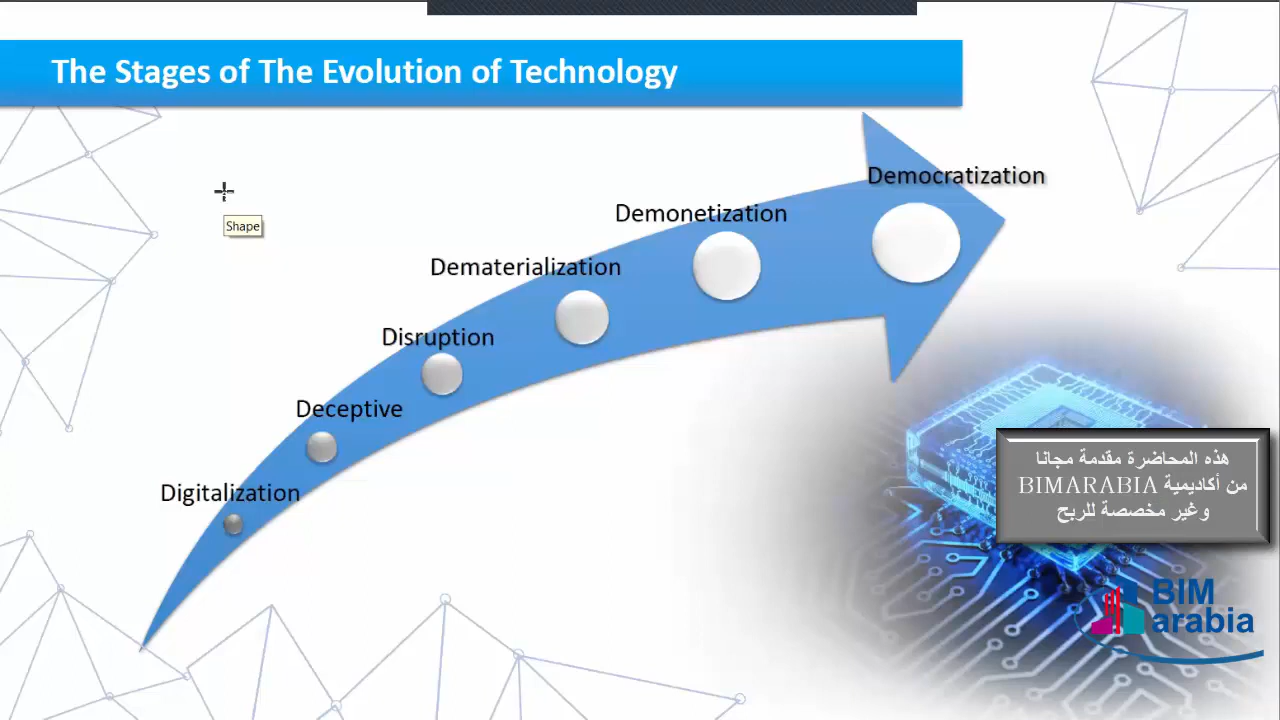 The Stages of The Evolution of Technology
Democratization
Demonetization
Dematerialization
Disruption
Deceptive
Digitalization
Shape
هذه المحاضرة مقدمة مجانا
من أكاديمية BIMARABIA
وغير مخصصة للربح
BIM
arabia